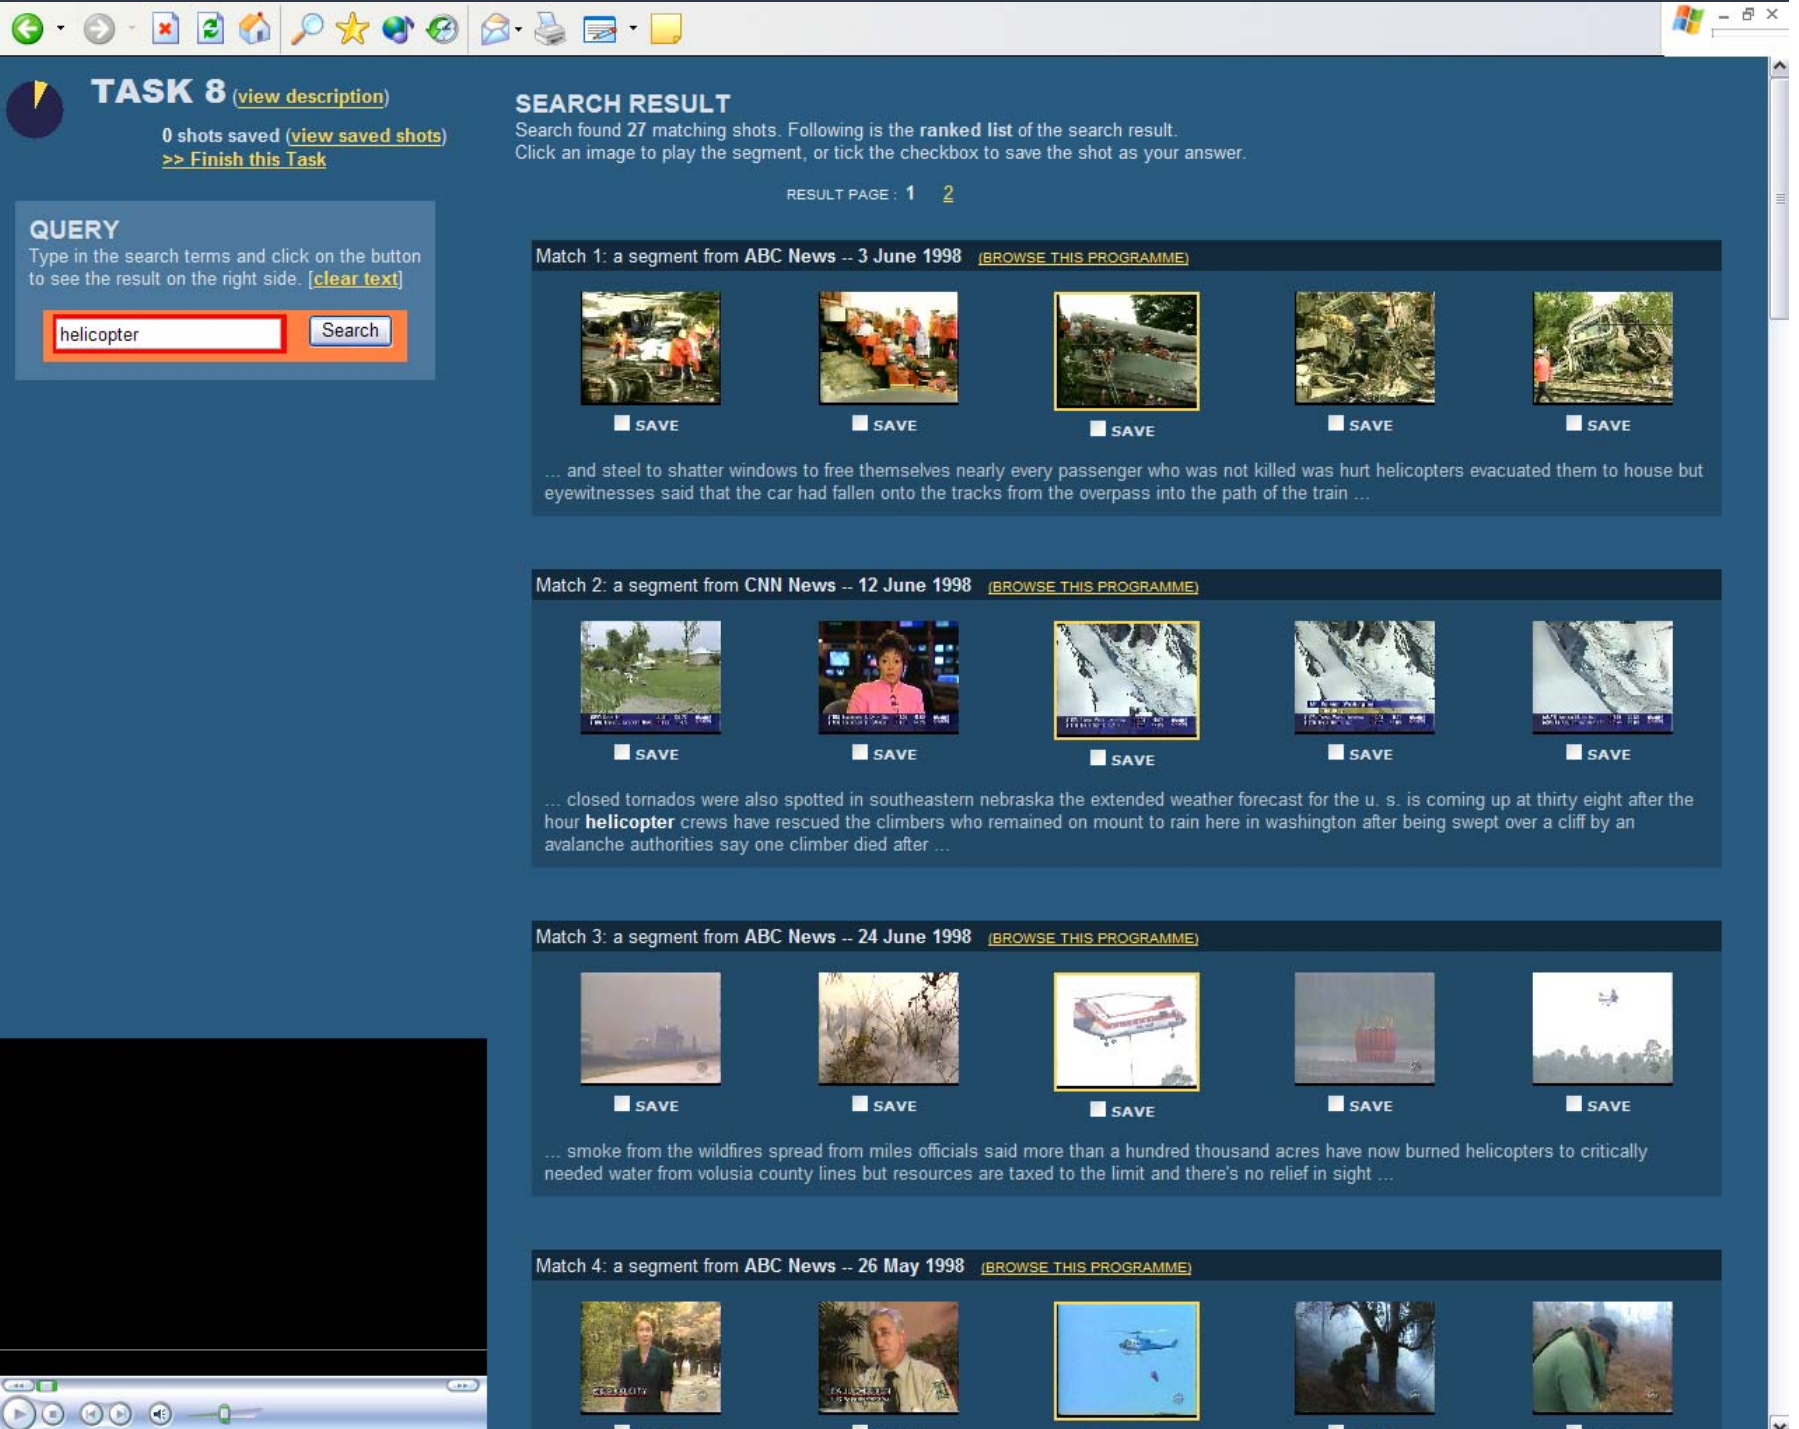 TASK 8 (view description)
0 shots saved (view saved shots)
>> Finish this Task
QUERY
Type in the search terms and click on the button
to see the result on the right side. [clear text]
helicopter
Search
SEARCH RESULT
Search found 27 matching shots. Following is the ranked list of the search result.
Click an image to play the segment, or tick the checkbox to save the shot as your answer.
RESULT PAGE : 1 2
Match 1: a segment from ABC News -- 3 June 1998 (BROWSE THIS PROGRAMME)
SAVE SAVE SAVE SAVE SAVE
... and steel to shatter windows to free themselves nearly every passenger who was not killed was hurt helicopters evacuated them to house but
eyewitnesses said that the car had fallen onto the tracks from the overpass into the path of the train ...
Match 2: a segment from CNN News -- 12 June 1998 (BROWSE THIS PROGRAMME)
SAVE SAVE SAVE SAVE SAVE
... closed tornados were also spotted in southeastern nebraska the extended weather forecast for the u. s. is coming up at thirty eight after the
hour helicopter crews have rescued the climbers who remained on mount to rain here in washington after being swept over a cliff by an
avalanche authorities say one climber died after ...
Match 3: a segment from ABC News -- 24 June 1998 (BROWSE THIS PROGRAMME)
SAVE SAVE SAVE SAVE SAVE
... smoke from the wildfires spread from miles officials said more than a hundred thousand acres have now burned helicopters to critically
needed water from volusia county lines but resources are taxed to the limit and there's no relief in sight ...
Match 4: a segment from ABC News -- 26 May 1998 (BROWSE THIS PROGRAMME)